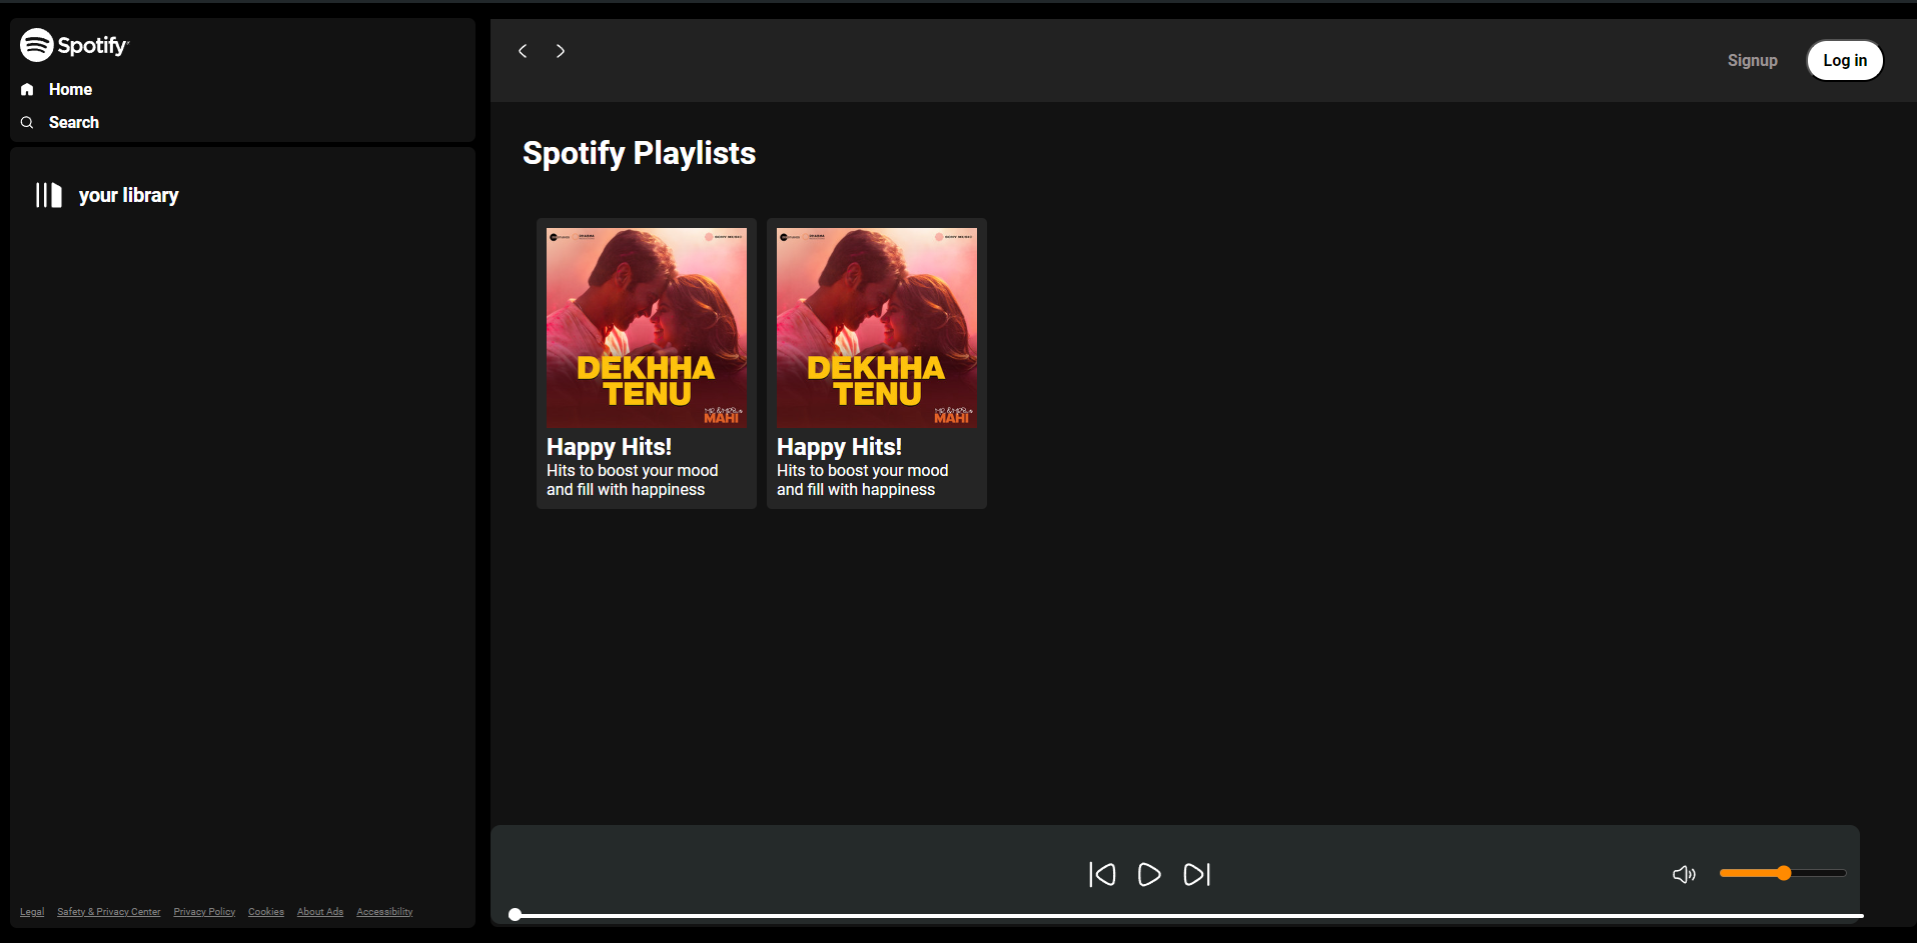 Spotify
Home
Search
your library
Legal Safety & Privacy Center Privacy Policy Cookies About Ads Accessibility
Signup
Log in
Spotify Playlists
DEKHHA
TENU
MAHI
Happy Hits!
Hits to boost your mood
and fill with happiness
DEKHHA
TENU
MAHI
Happy Hits!
Hits to boost your mood
and fill with happiness